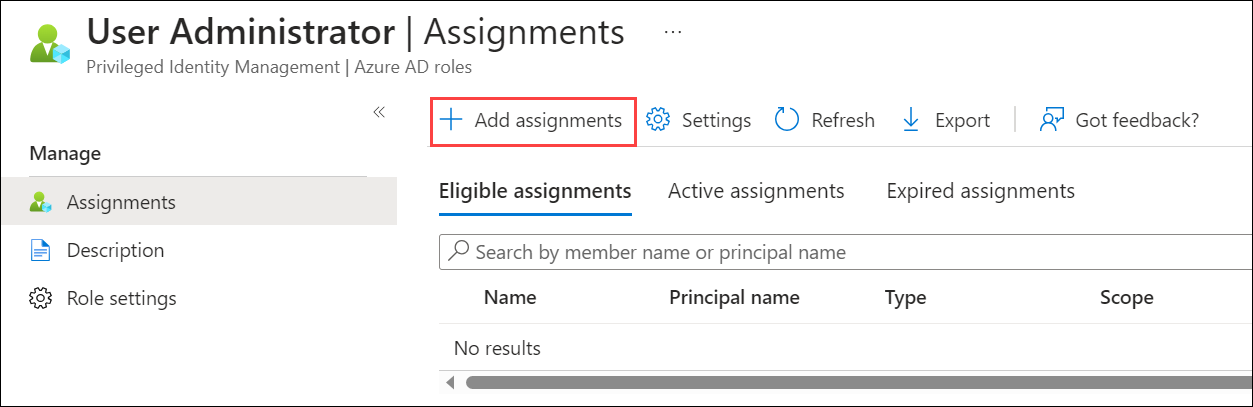 User Administrator | Assignments ...
Privileged Identity Management | Azure AD roles
«
Add assignments Settings Refresh Export Got feedback?
Manage
Eligible assignments Active assignments Expired assignments
Assignments
Description
Role settings
Search by member name or principal name
Name Principal name Type Scope
No results